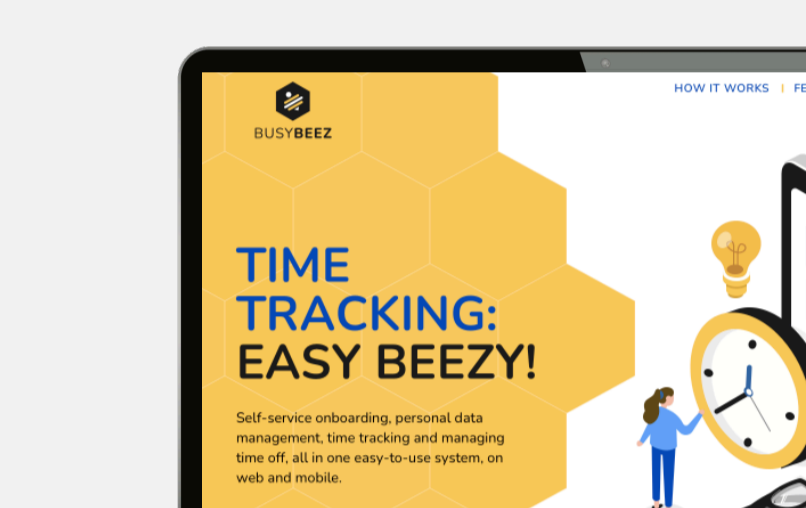 BUSYBEEZ
HOW IT WORKS
TIME
TRACKING:
EASY BEEZY!
Self-service onboarding, personal data
management, time tracking and managing
time off, all in one easy-to-use system, on
web and mobile.